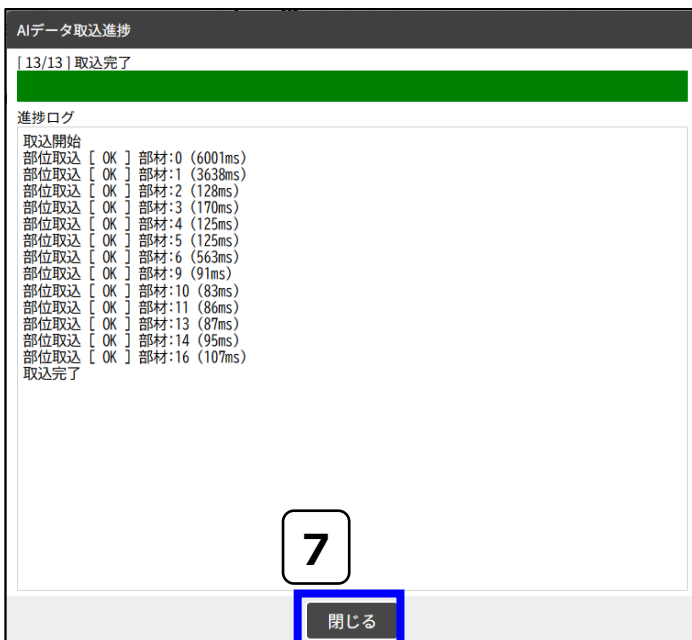 AIデータ取込進捗
[13/13]取込完了
進捗ログ
取込開始
部位取込 [ OK ] 部材:0 (6001ms)
部位取込 [ OK ] 部材:1 (3638ms)
部位取込 [ OK ] 部材:2 (128ms)
部位取込 [ OK ] 部材:3 (170ms)
部位取込 [ OK ] 部材:4 (125ms)
部位取込 [ OK ] 部材:5 (125ms)
部位取込 [ OK ] 部材:6 (563ms)
部位取込 [ OK ] 部材:9 (91ms)
部位取込 [ OK ] 部材:10 (83ms)
部位取込 [ OK ] 部材:11 (86ms)
部位取込 [ OK ] 部材:13 (87ms)
部位取込 [ OK ] 部材:14 (95ms)
部位取込 [ OK ] 部材:16 (107ms)
取込完了
7
閉じる